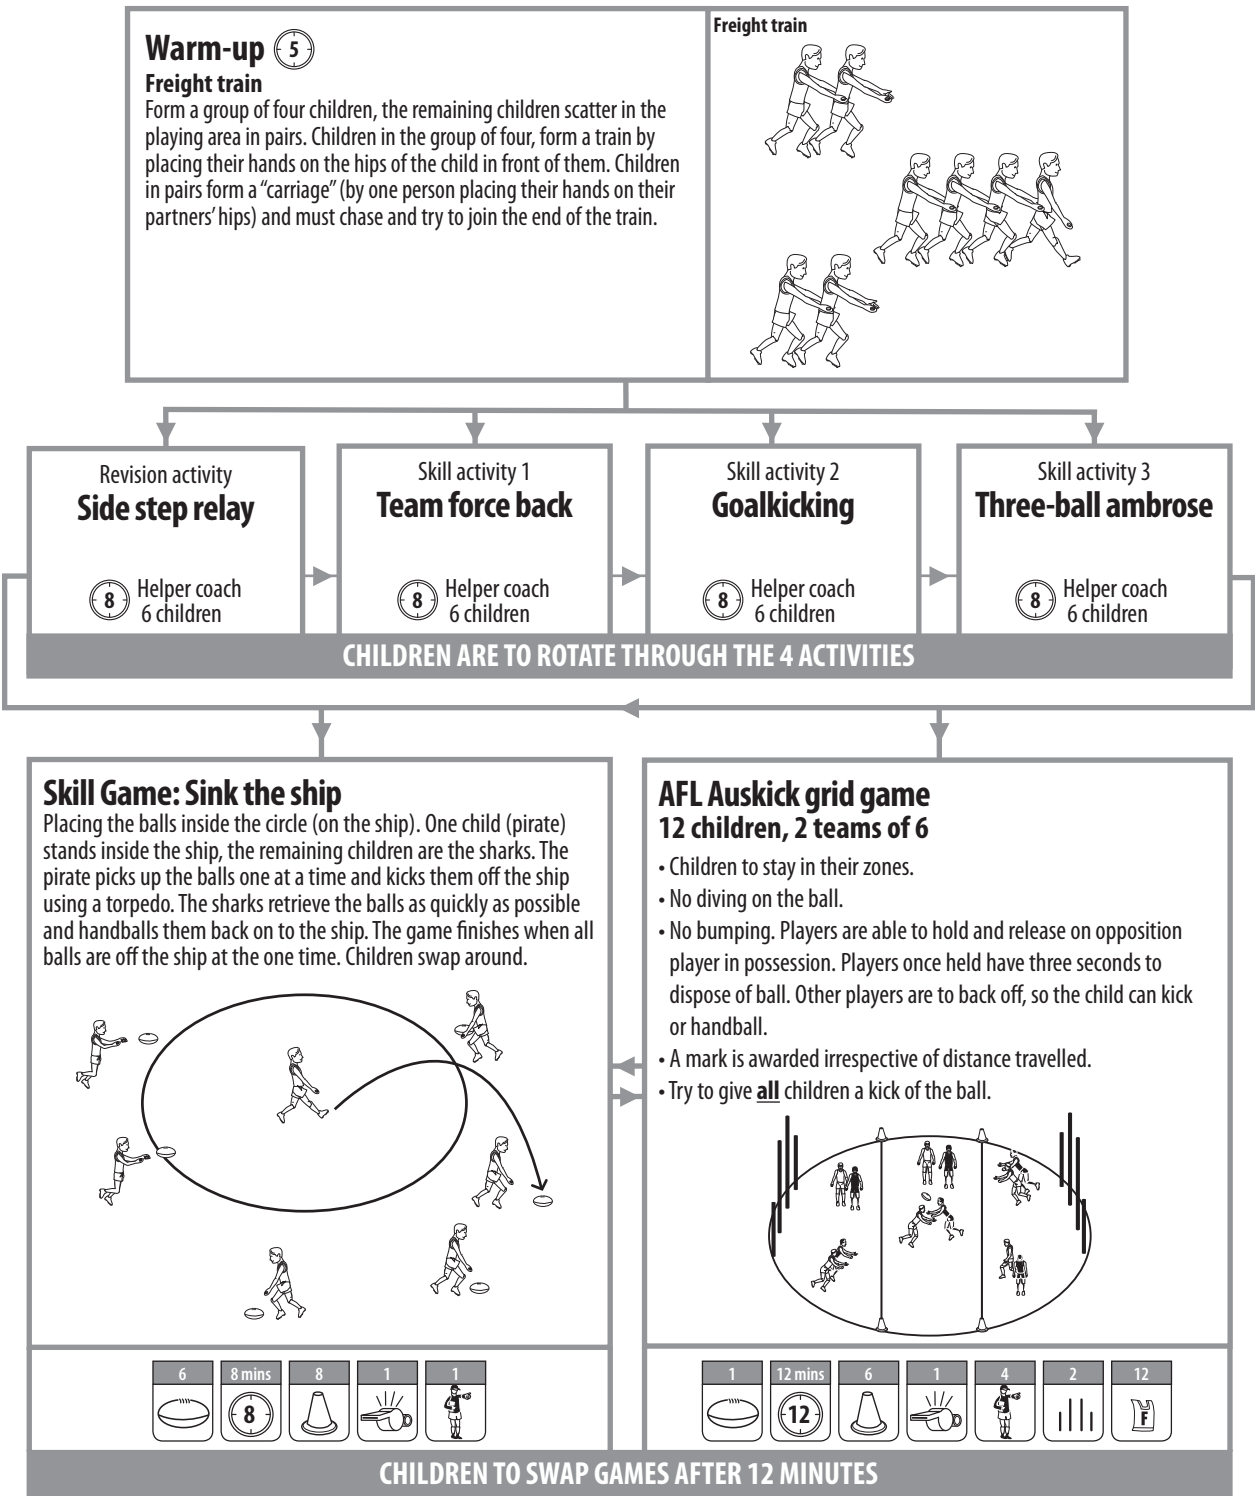 Warm-up 5
Freight train
Form a group of four children, the remaining children scatter in the
playing area in pairs. Children in the group of four, form a train by
placing their hands on the hips of the child in front of them. Children
in pairs form a “carriage” (by one person placing their hands on their
partners’ hips) and must chase and try to join the end of the train.
Freight train
Revision activity
Side step relay
8 Helper coach
6 children
Skill activity 1
Team force back
8 Helper coach
6 children
Skill activity 2
Goalkicking
8 Helper coach
6 children
Skill activity 3
Three-ball ambrose
8 Helper coach
6 children
CHILDREN ARE TO ROTATE THROUGH THE 4 ACTIVITIES
Skill Game: Sink the ship
Placing the balls inside the circle (on the ship). One child (pirate)
stands inside the ship, the remaining children are the sharks. The
pirate picks up the balls one at a time and kicks them off the ship
using a torpedo. The sharks retrieve the balls as quickly as possible
and handballs them back on to the ship. The game finishes when all
balls are off the ship at the one time. Children swap around.
6 8 mins 8 1 1
8
AFL Auskick grid game
12 children, 2 teams of 6
• Children to stay in their zones.
• No diving on the ball.
• No bumping. Players are able to hold and release on opposition
player in possession. Players once held have three seconds to
dispose of ball. Other players are to back off, so the child can kick
or handball.
• A mark is awarded irrespective of distance travelled.
• Try to give all children a kick of the ball.
1 12 mins 6 1 4 2 12
12 F
CHILDREN TO SWAP GAMES AFTER 12 MINUTES